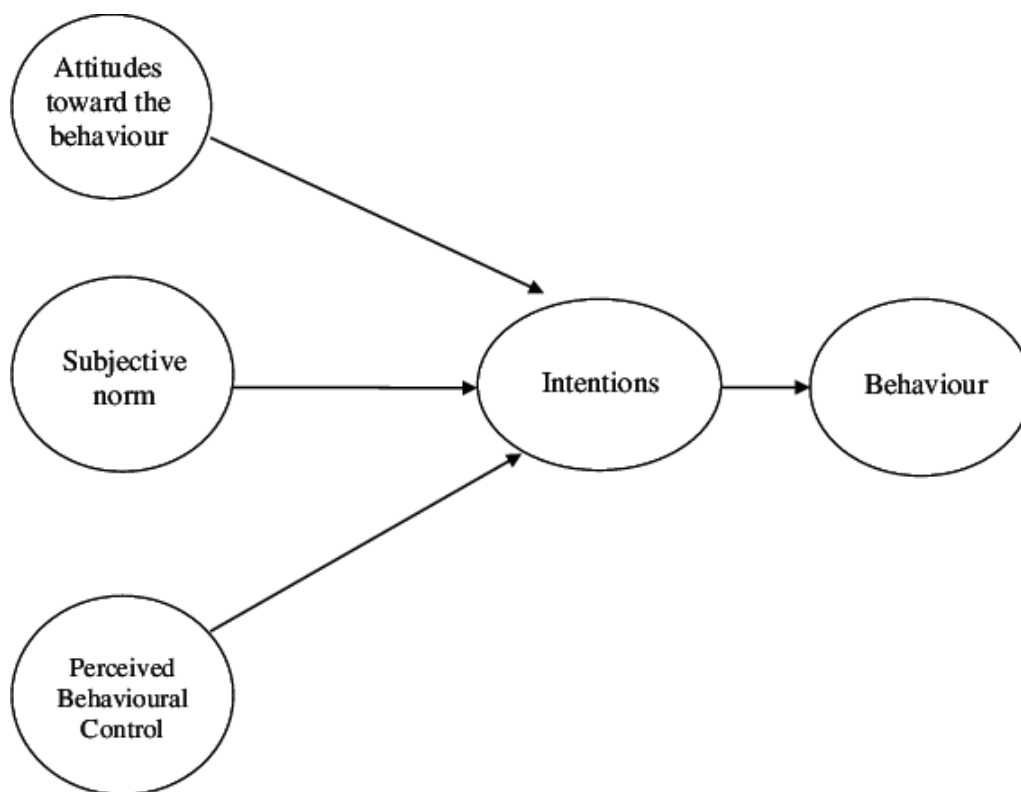 Attitudes
toward the
behaviour
Subjective
norm
Intentions
Behaviour
Perceived
Behavioural
Control